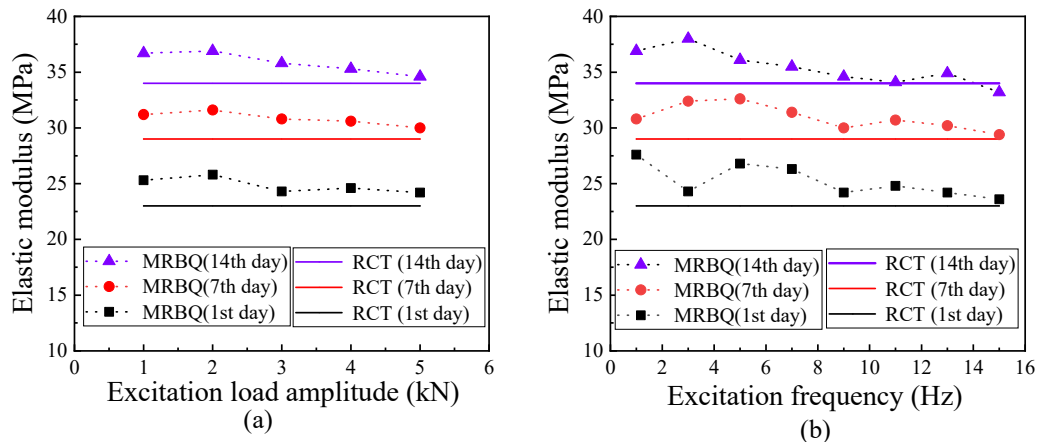 40
35
30
25
20
15
10
Elastic modulus (MPa)
MRBQ(14th day)
MRBQ(7th day)
MRBQ(1st day)
RCT (14th day)
RCT (7th day)
RCT (1st day)
0 1 2 3 4 5 6
Excitation load amplitude (kN)
(a)
40
35
30
25
20
15
10
Elastic modulus (MPa)
MRBQ(14th day)
MRBQ(7th day)
MRBQ(1st day)
RCT (14th day)
RCT (7th day)
RCT (1st day)
0 2 4 6 8 10 12 14 16
Excitation frequency (Hz)
(b)